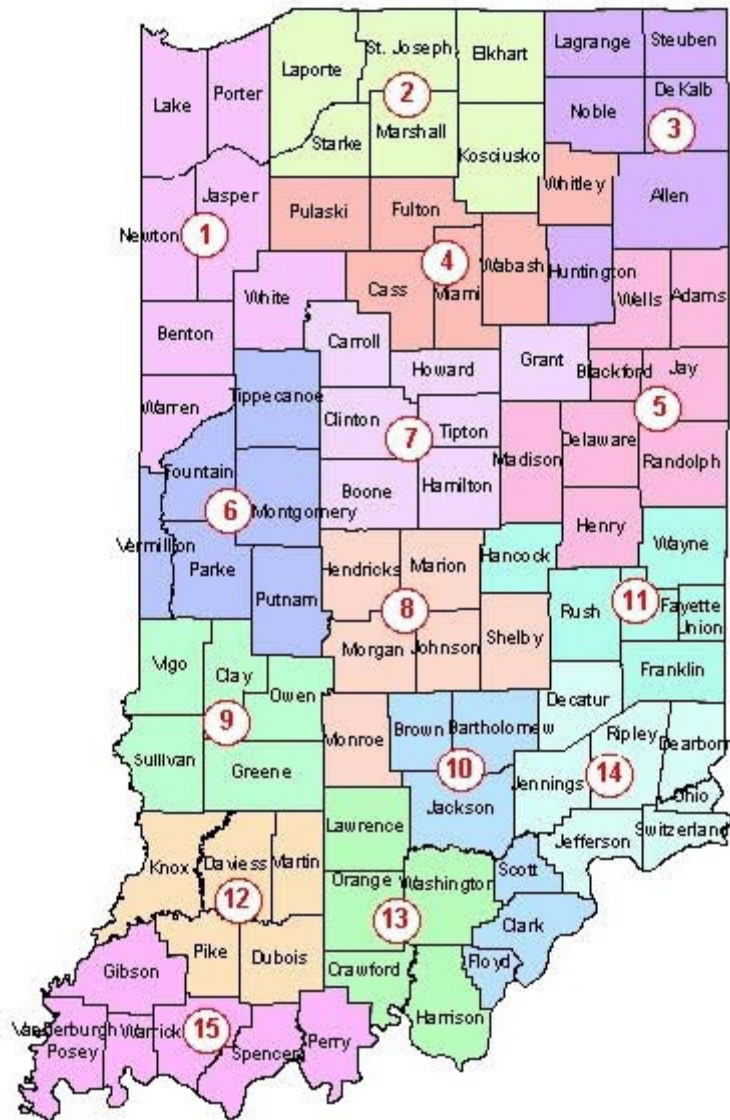 Lagrange
Steuben
St. Joseph
Elkhart
Laporte
Lake
Porter
2
De Kalb
Noble
3
Starke
Marshall
Kosciusko
Whitley
Allen
Jasper
Pulaski
Fulton
Newton
1
4
Wabash
Huntington
Cass
Miami
White
Wells
Adams
Benton
Carroll
Howard
Grant
Blackford
Jay
Tippecanoe
Warren
Clinton
Tipton
5
7
Madison
Delaware
Randolph
Fountain
Boone
Hamilton
6
Montgomery
Henry
Vermillion
Parke
Hendricks
Marion
Hancock
Wayne
Putnam
8
Rush
11
Fayette
Union
Morgan
Johnson
Shelby
Vigo
Clay
Owen
Franklin
Decatur
9
Monroe
Brown
Bartholomew
Ripley
Dearborn
Sullivan
Greene
10
Jennings
14
Jackson
Ohio
Lawrence
Jefferson
Switzerland
Knox
Daviess
Martin
Orange
Washington
Scott
12
13
Clark
Pike
Dubois
Crawford
Floyd
Gibson
Harrison
Vanderburgh
Warrick
15
Posey
Spencer
Perry